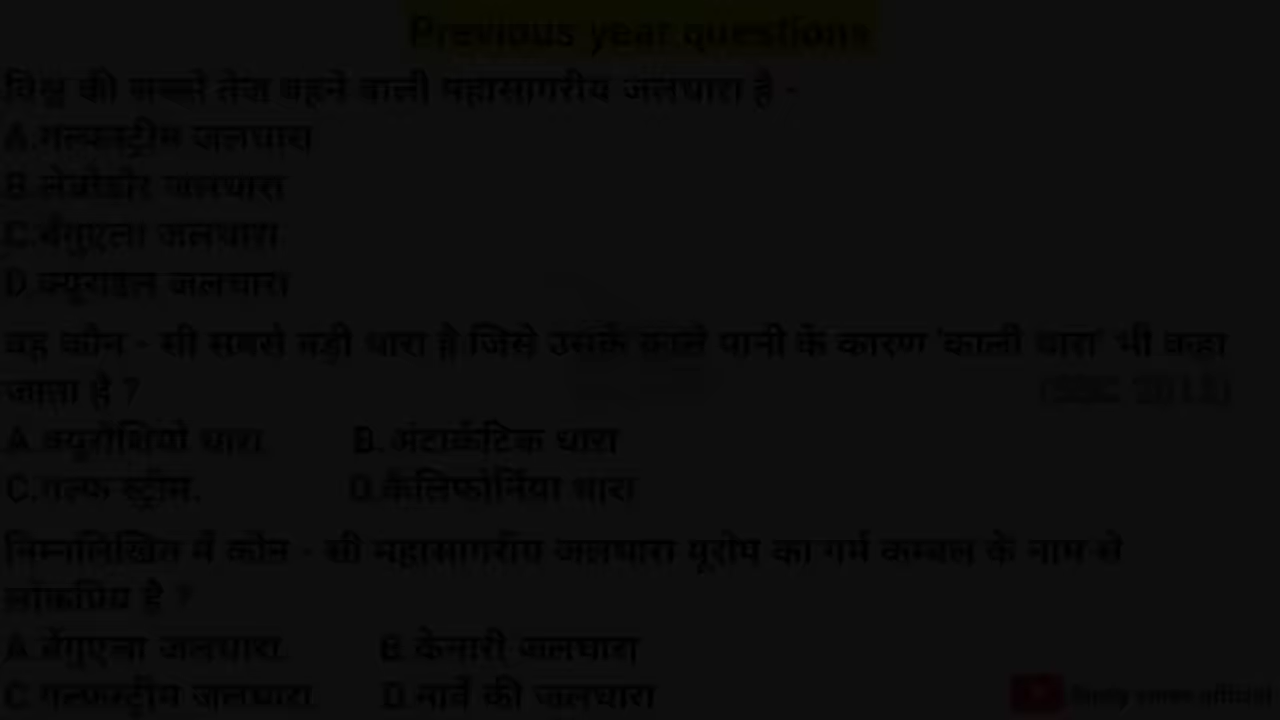 Previous year questions
विश्व की सबसे तेज बहने वाली महासागरीय जलधारा है -
A.गल्फस्ट्रीम जलधारा
B.लेब्रोडोर जलधारा
C.बेंगुएला जलधारा
D.क्यूराइल जलधारा
वह कौन - सी सबसे बड़ी धारा है जिसे उसके काले पानी के कारण 'काली धारा' भी कहा
जाता है ?
A.क्यूरोशियो धारा. B.अंटार्कटिक धारा
C.गल्फ स्ट्रीम. D.कैलिफोर्निया धारा
निम्नलिखित में कौन - सी महासागरीय जलधारा यूरोप का गर्म कम्बल के नाम से
लोकप्रिय है ?
A.बेंगुएला जलधारा. B.केनारी जलधारा
C.गल्फस्ट्रीम जलधारा. D.नार्वे की जलधारा
official